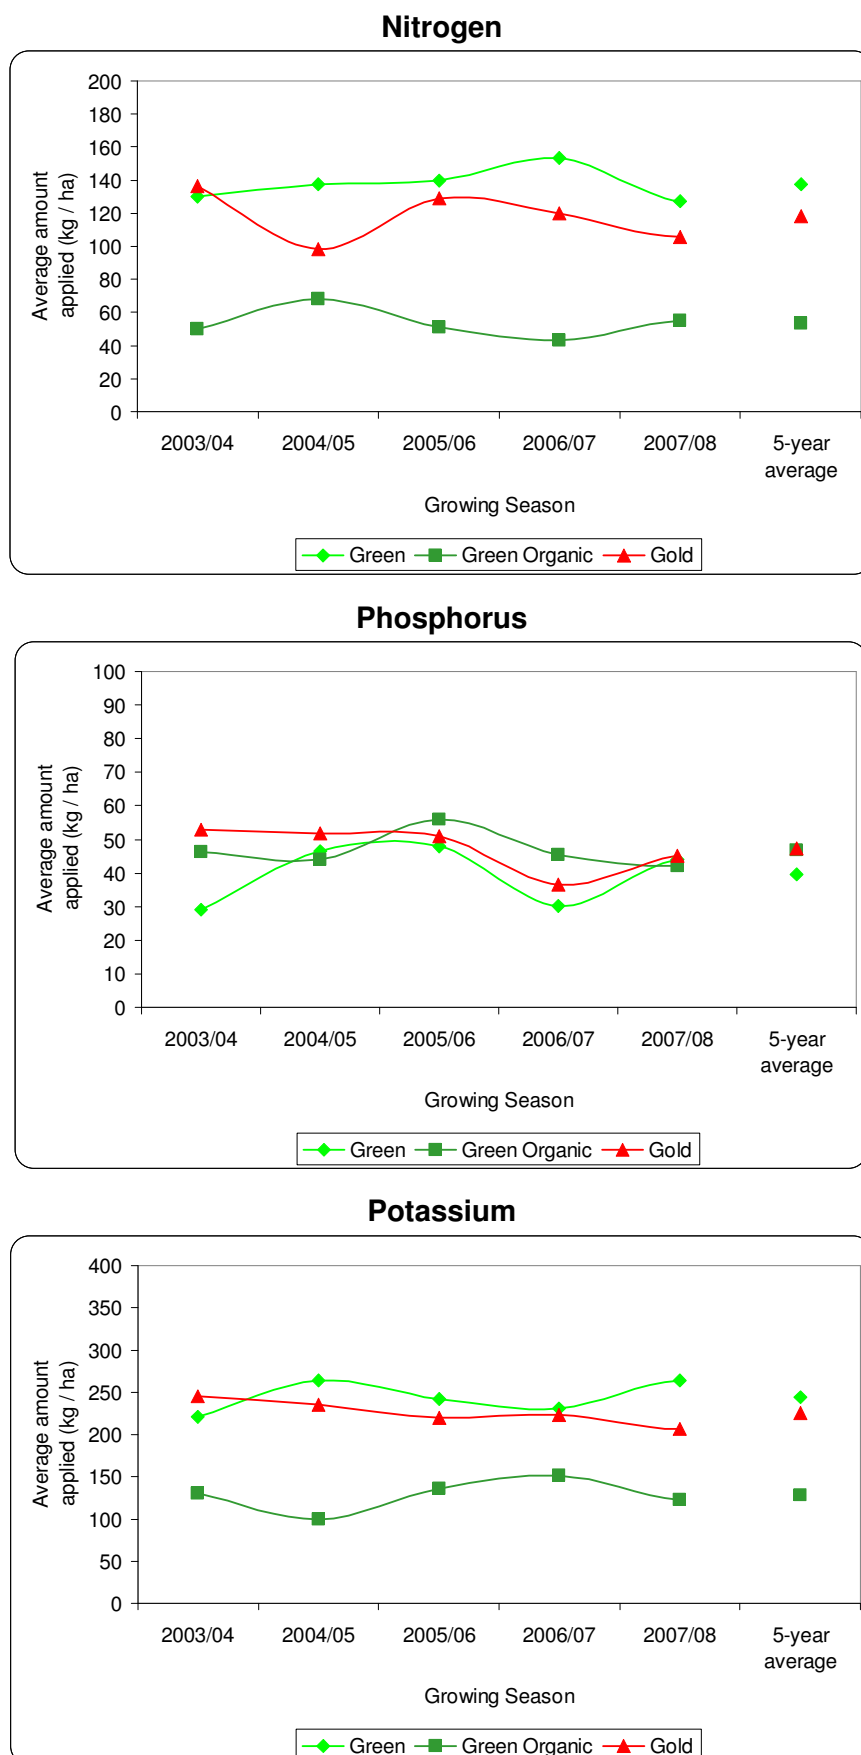 Nitrogen
200
180
160
140
120
100
80
60
40
20
0
Average amount
applied (kg / ha)
2003/04 2004/05 2005/06 2006/07 2007/08 5-year
average
Growing Season
Green Green Organic Gold
Phosphorus
100
90
80
70
60
50
40
30
20
10
0
Average amount
applied (kg / ha)
2003/04 2004/05 2005/06 2006/07 2007/08 5-year
average
Growing Season
Green Green Organic Gold
Potassium
400
350
300
250
200
150
100
50
0
Average amount
applied (kg / ha)
2003/04 2004/05 2005/06 2006/07 2007/08 5-year
average
Growing Season
Green Green Organic Gold